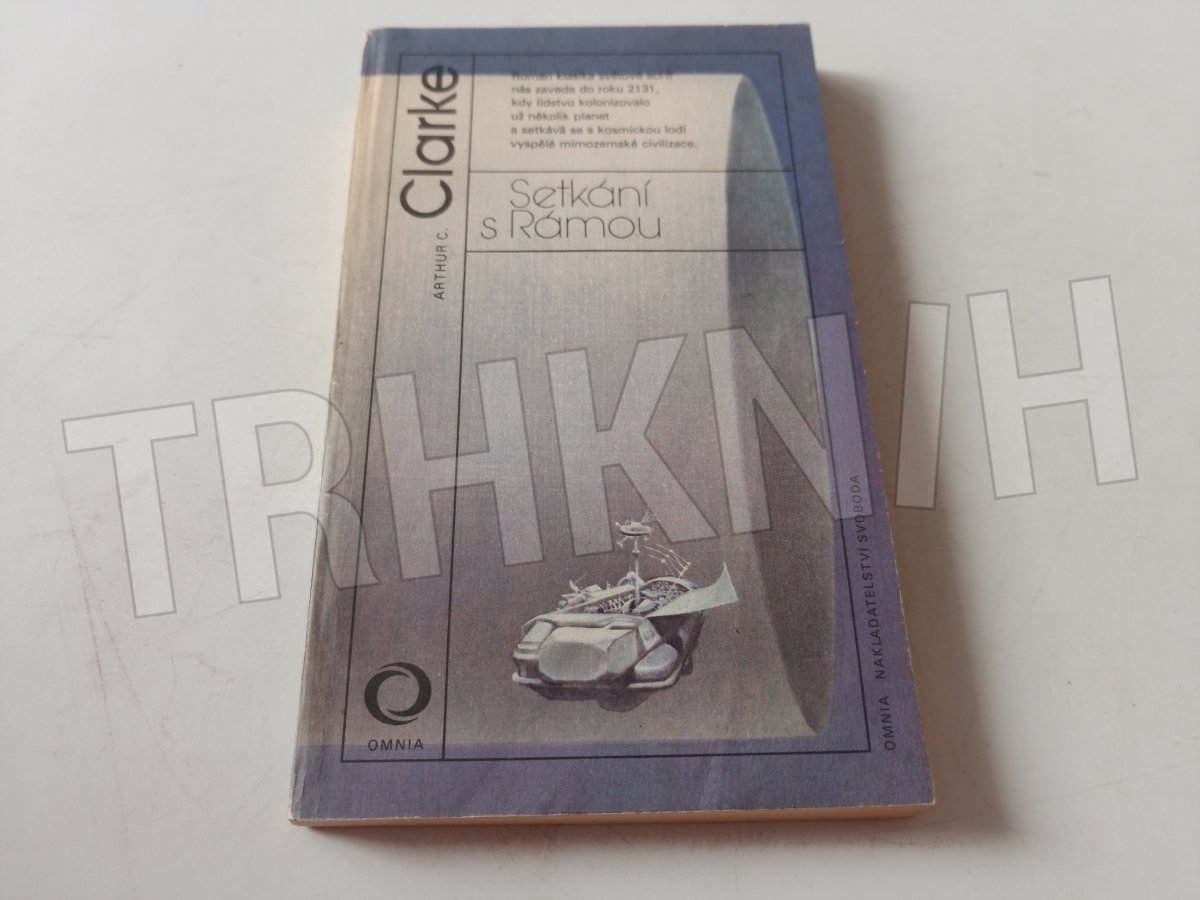 ARTHUR C. Clarke
Román klasika světové sci-fi
nás zavede do roku 2131,
kdy lidstvo kolonizovalo
už několik planet
a setkává se s kosmickou lodí
vyspělé mimozemské civilizace.
Setkání
s Rámou
TRHKNIH
OMNIA
OMNIA NAKLADATELSTVÍ SVOBODA